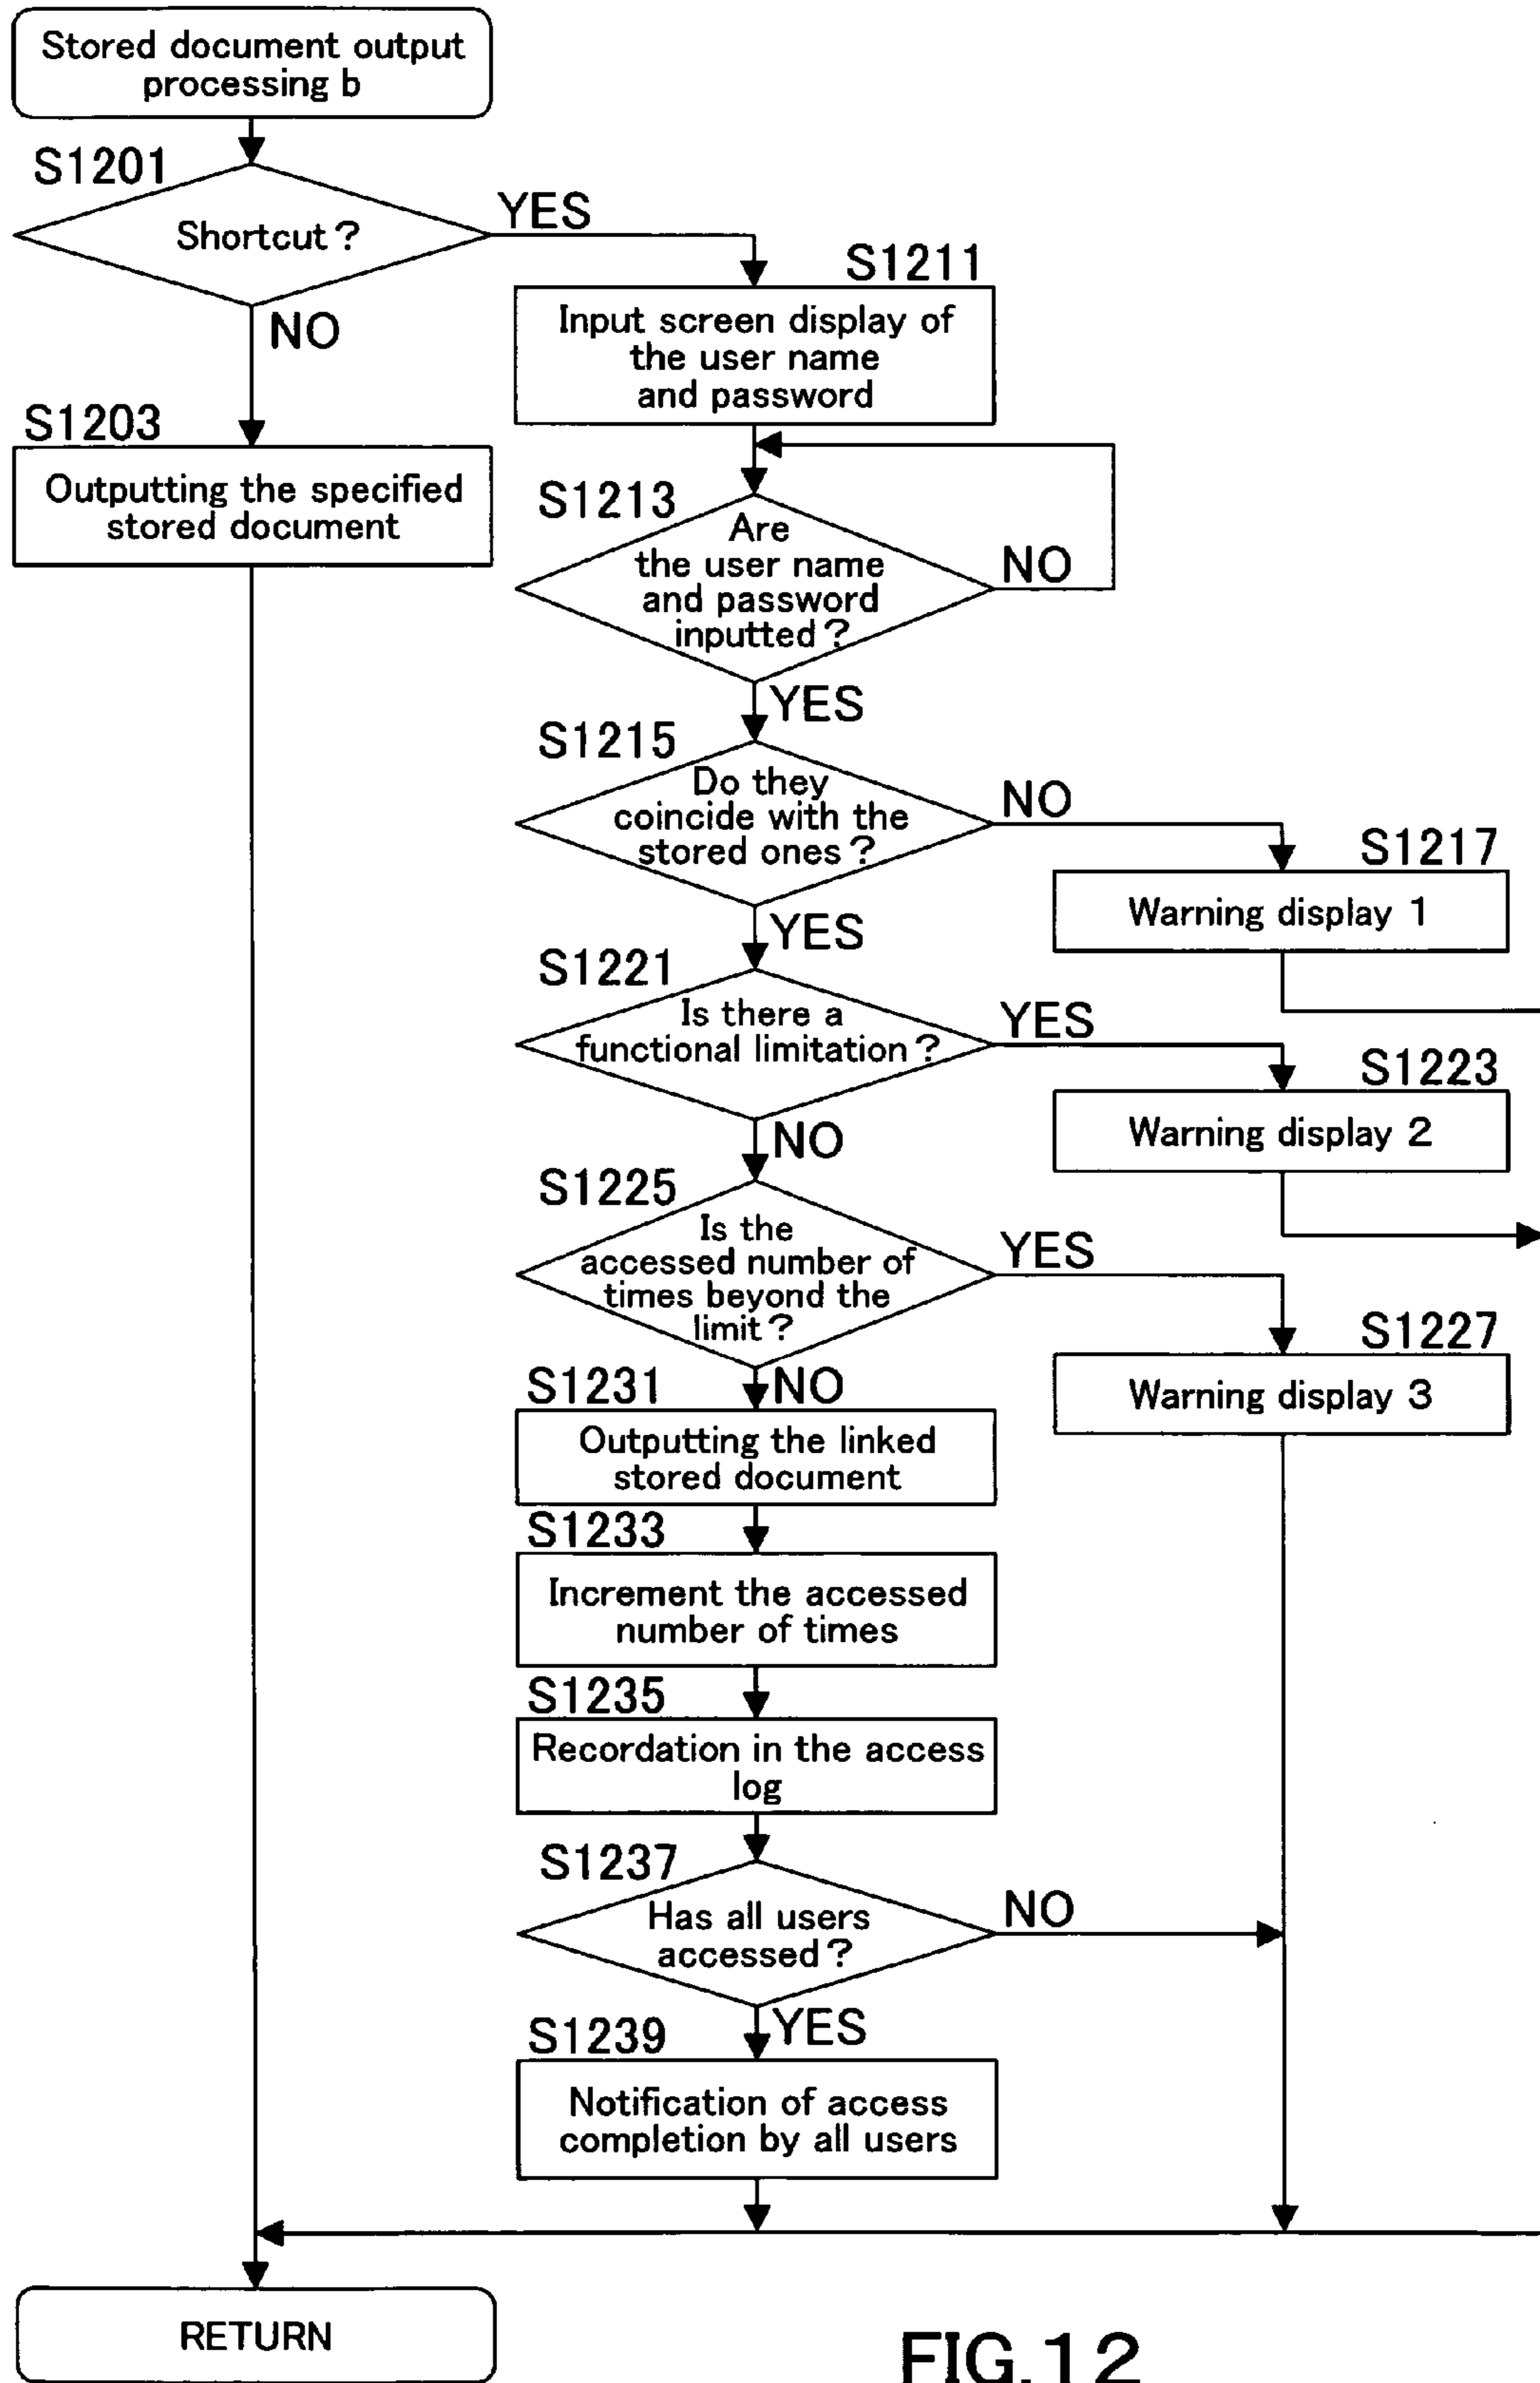 Stored document output
processing b
S1201
Shortcut?
YES
NO
S1203
Outputting the specified
stored document
S1211
Input screen display of
the user name
and password
S1213
Are
the user name
and password
inputted?
NO
YES
S1215
Do they
coincide with the
stored ones?
NO
S1217
Warning display 1
YES
S1221
Is there a
functional limitation?
YES
S1223
Warning display 2
NO
S1225
Is the
accessed number of
times beyond the
limit?
YES
S1227
Warning display 3
NO
S1231
Outputting the linked
stored document
S1233
Increment the accessed
number of times
S1235
Recordation in the access
log
S1237
Has all users
accessed?
NO
YES
S1239
Notification of access
completion by all users
RETURN
FIG.12